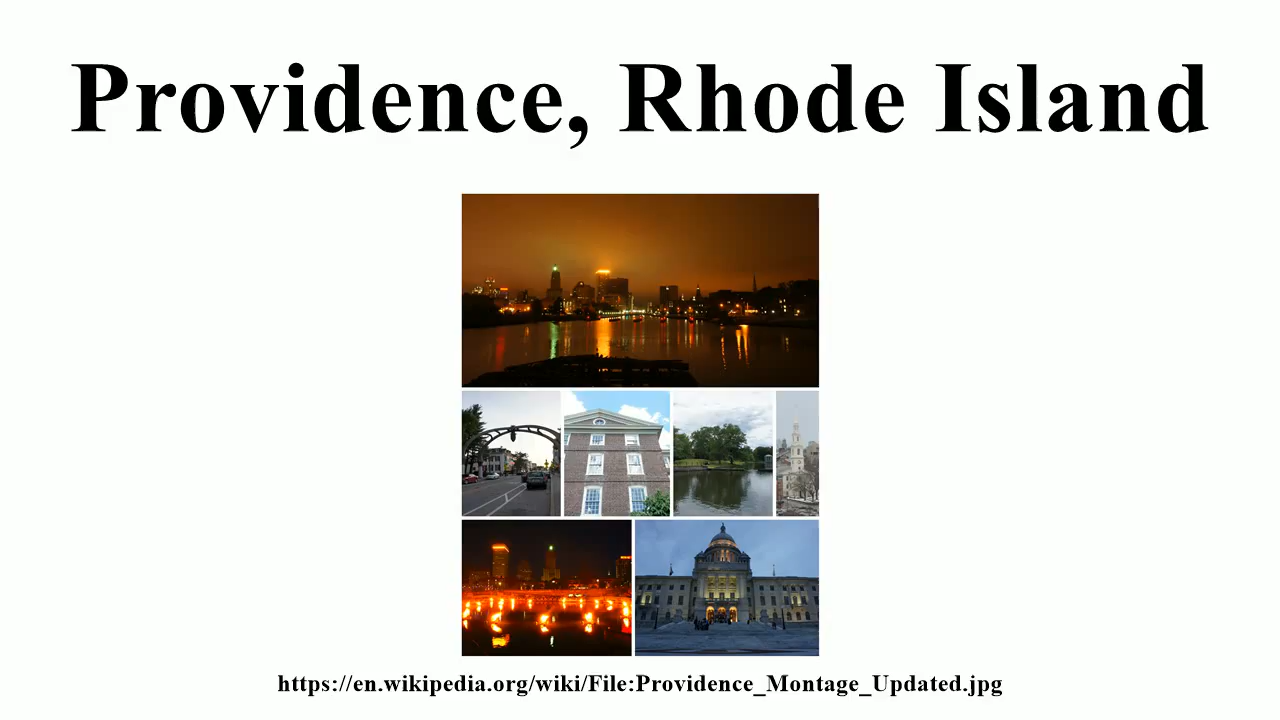 Providence, Rhode Island
https://en.wikipedia.org/wiki/File:Providence_Montage_Updated.jpg